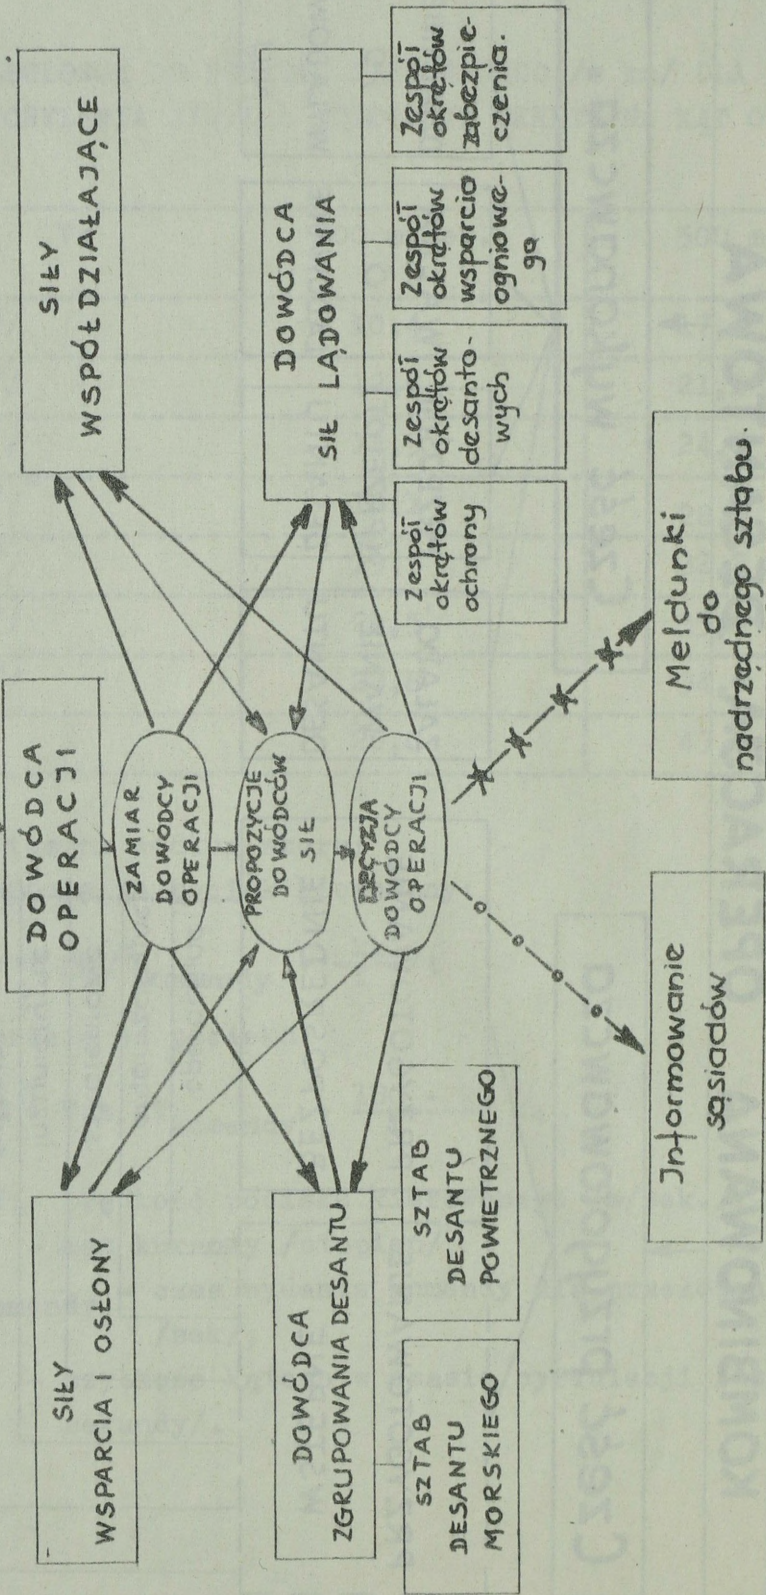 DOWÓDCA
OPERACJI
SIŁY
WSPARCIA I OSŁONY
ZAMIAR
DOWÓDCY
OPERACJI
SIŁY
WSPÓŁDZIAŁAJĄCE
PROPOZYCJE
DOWÓDCÓW
SIŁ
DOWÓDCA
ZGRUPOWANIA DESANTU
DECYZJA
DOWÓDCY
OPERACJI
DOWÓDCA
SIŁ LĄDOWANIA
SZTAB
DESANTU
MORSKIEGO
SZTAB
DESANTU
POWIETRZNEGO
Zespół
okrętów
ochrony
Zespół
okrętów
desanto-
wych
Zespół
okrętów
wsparcio
ogniowe-
go
Zespół
okrętów
zabezpie-
czenia.
Informowanie
sąsiadów
Meldunki
do
nadrzędnego sztabu.